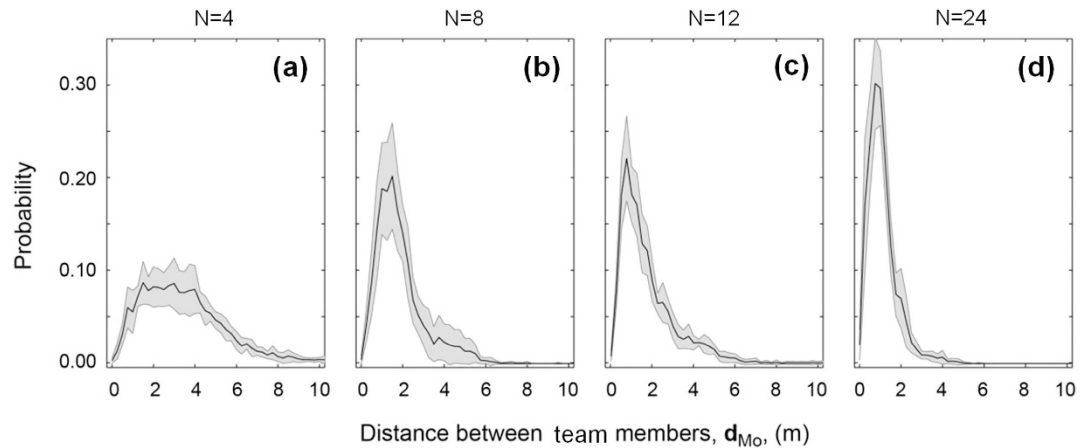 N=4 N=8 N=12 N=24
(a) (b) (c) (d)
0.30
0.20
0.10
0.00
Probability
0 2 4 6 8 10 0 2 4 6 8 10 0 2 4 6 8 10 0 2 4 6 8 10
Distance between team members, d_Mo, (m)